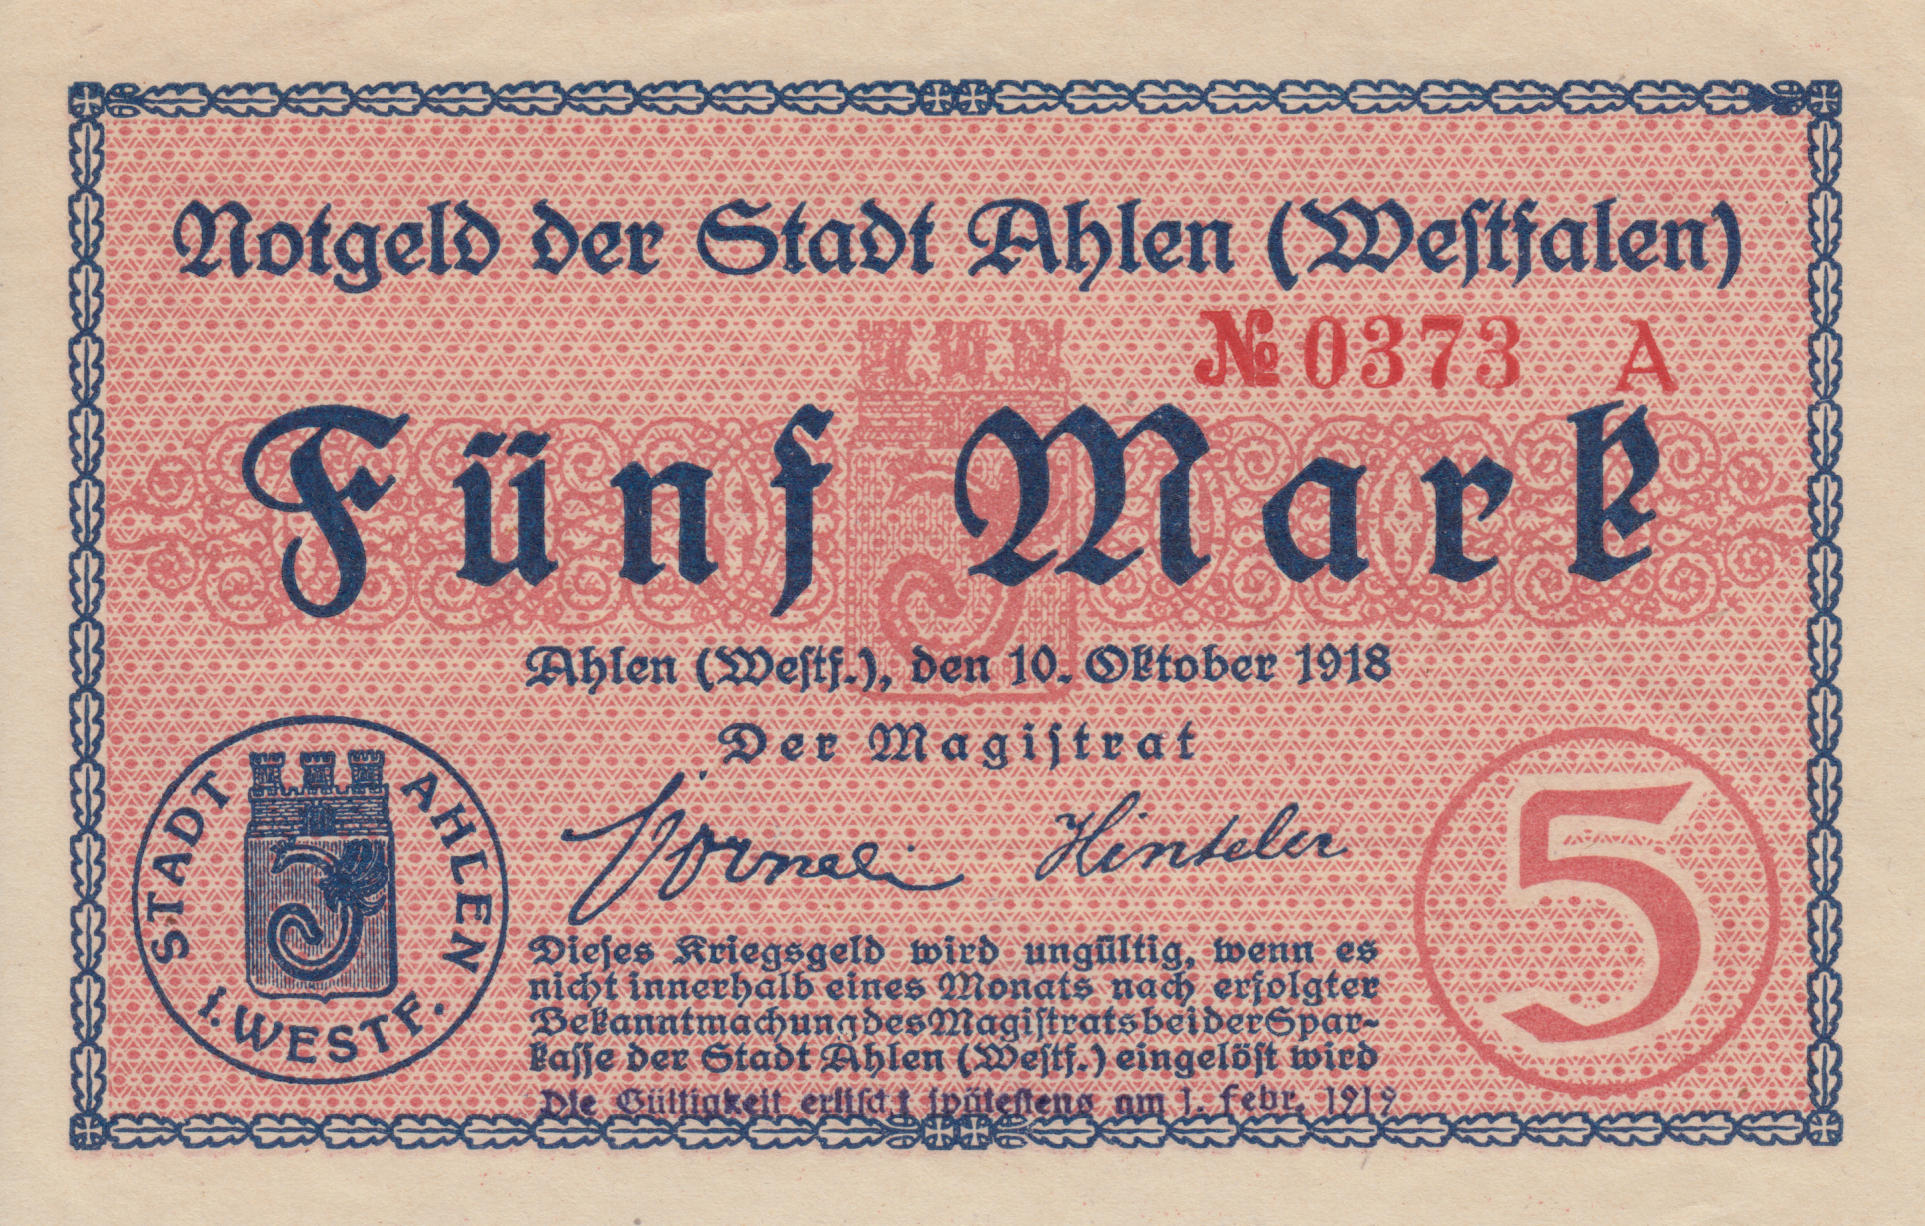 Notgeld der Stadt Ahlen (Westfalen)
№ 0373 A
Fünf Mark
Ahlen (Westf.), den 10. Oktober 1918
Der Magistrat
STADT AHLEN
I. WESTF.
Dieses Kriegsgeld wird ungültig, wenn es
nicht innerhalb eines Monats nach erfolgter
Bekanntmachung des Magistrats bei der Spar-
kasse der Stadt Ahlen (Westf.) eingelöst wird
Die Gültigkeit erlischt spätestens am 1. Febr. 1919
5